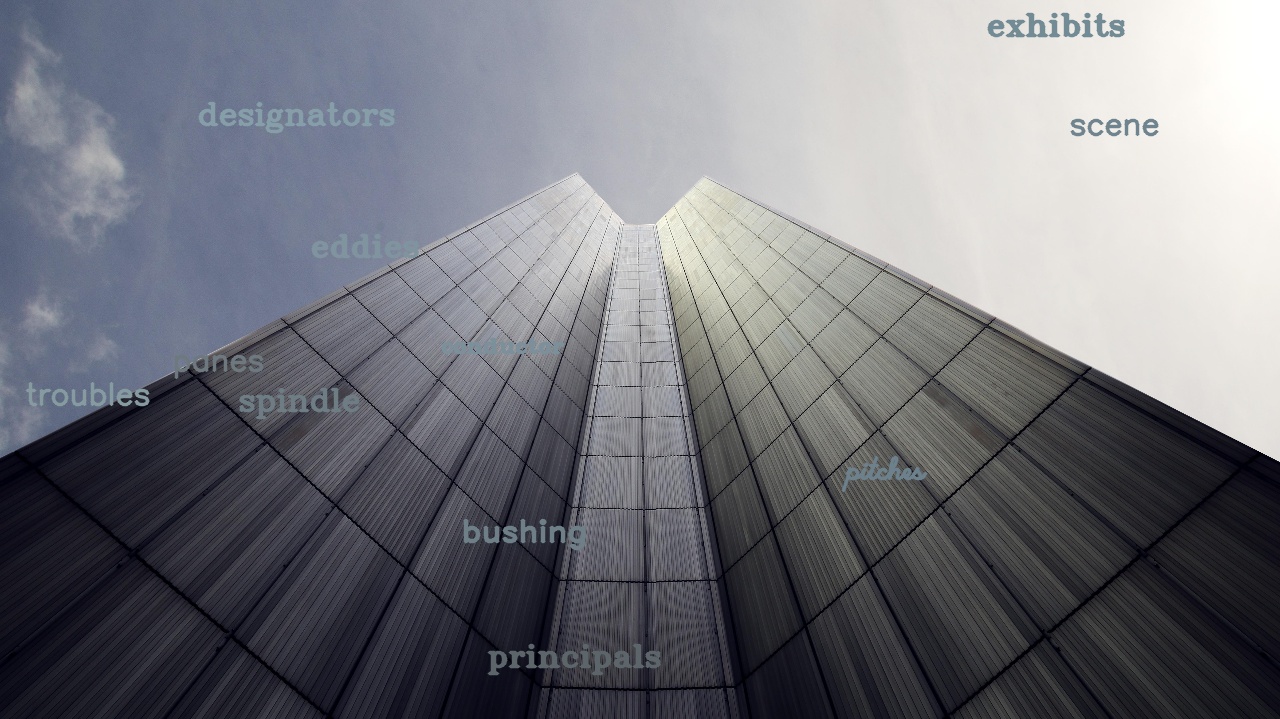 exhibits
designators
scene
eddies
panes
troubles
spindle
pitches
bushing
principals